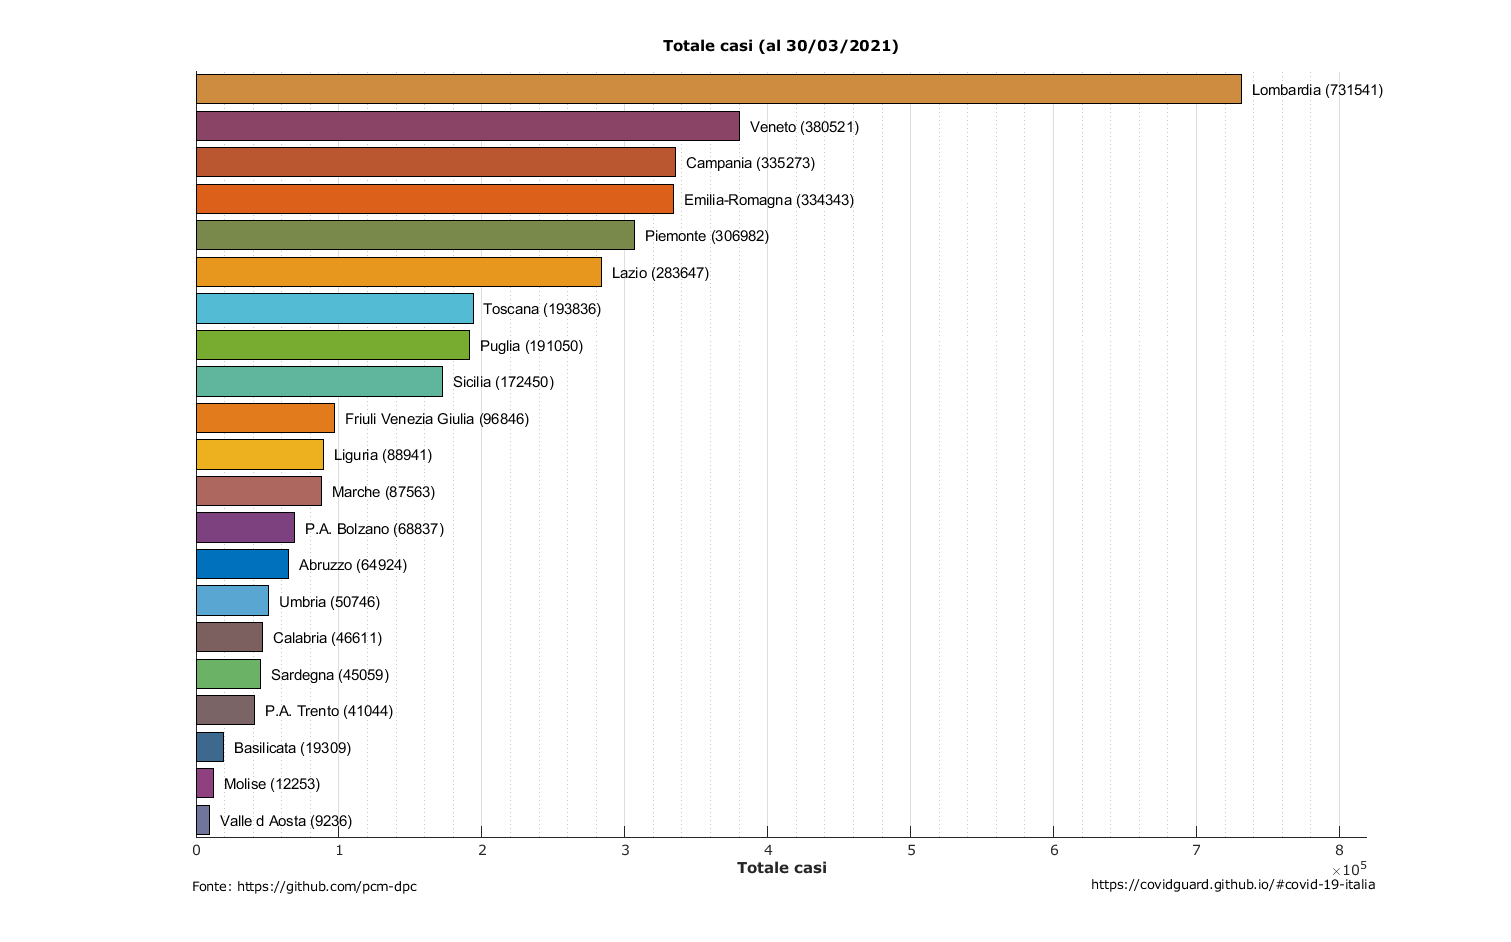 Totale casi (al 30/03/2021)
Lombardia (731541)
Veneto (380521)
Campania (335273)
Emilia-Romagna (334343)
Piemonte (306982)
Lazio (283647)
Toscana (193836)
Puglia (191050)
Sicilia (172450)
Friuli Venezia Giulia (96846)
Liguria (88941)
Marche (87563)
P.A. Bolzano (68837)
Abruzzo (64924)
Umbria (50746)
Calabria (46611)
Sardegna (45059)
P.A. Trento (41044)
Basilicata (19309)
Molise (12253)
Valle d Aosta (9236)
0 1 2 3 4 5 6 7 8
×10⁵
Totale casi
Fonte: https://github.com/pcm-dpc
https://covidguard.github.io/#covid-19-italia